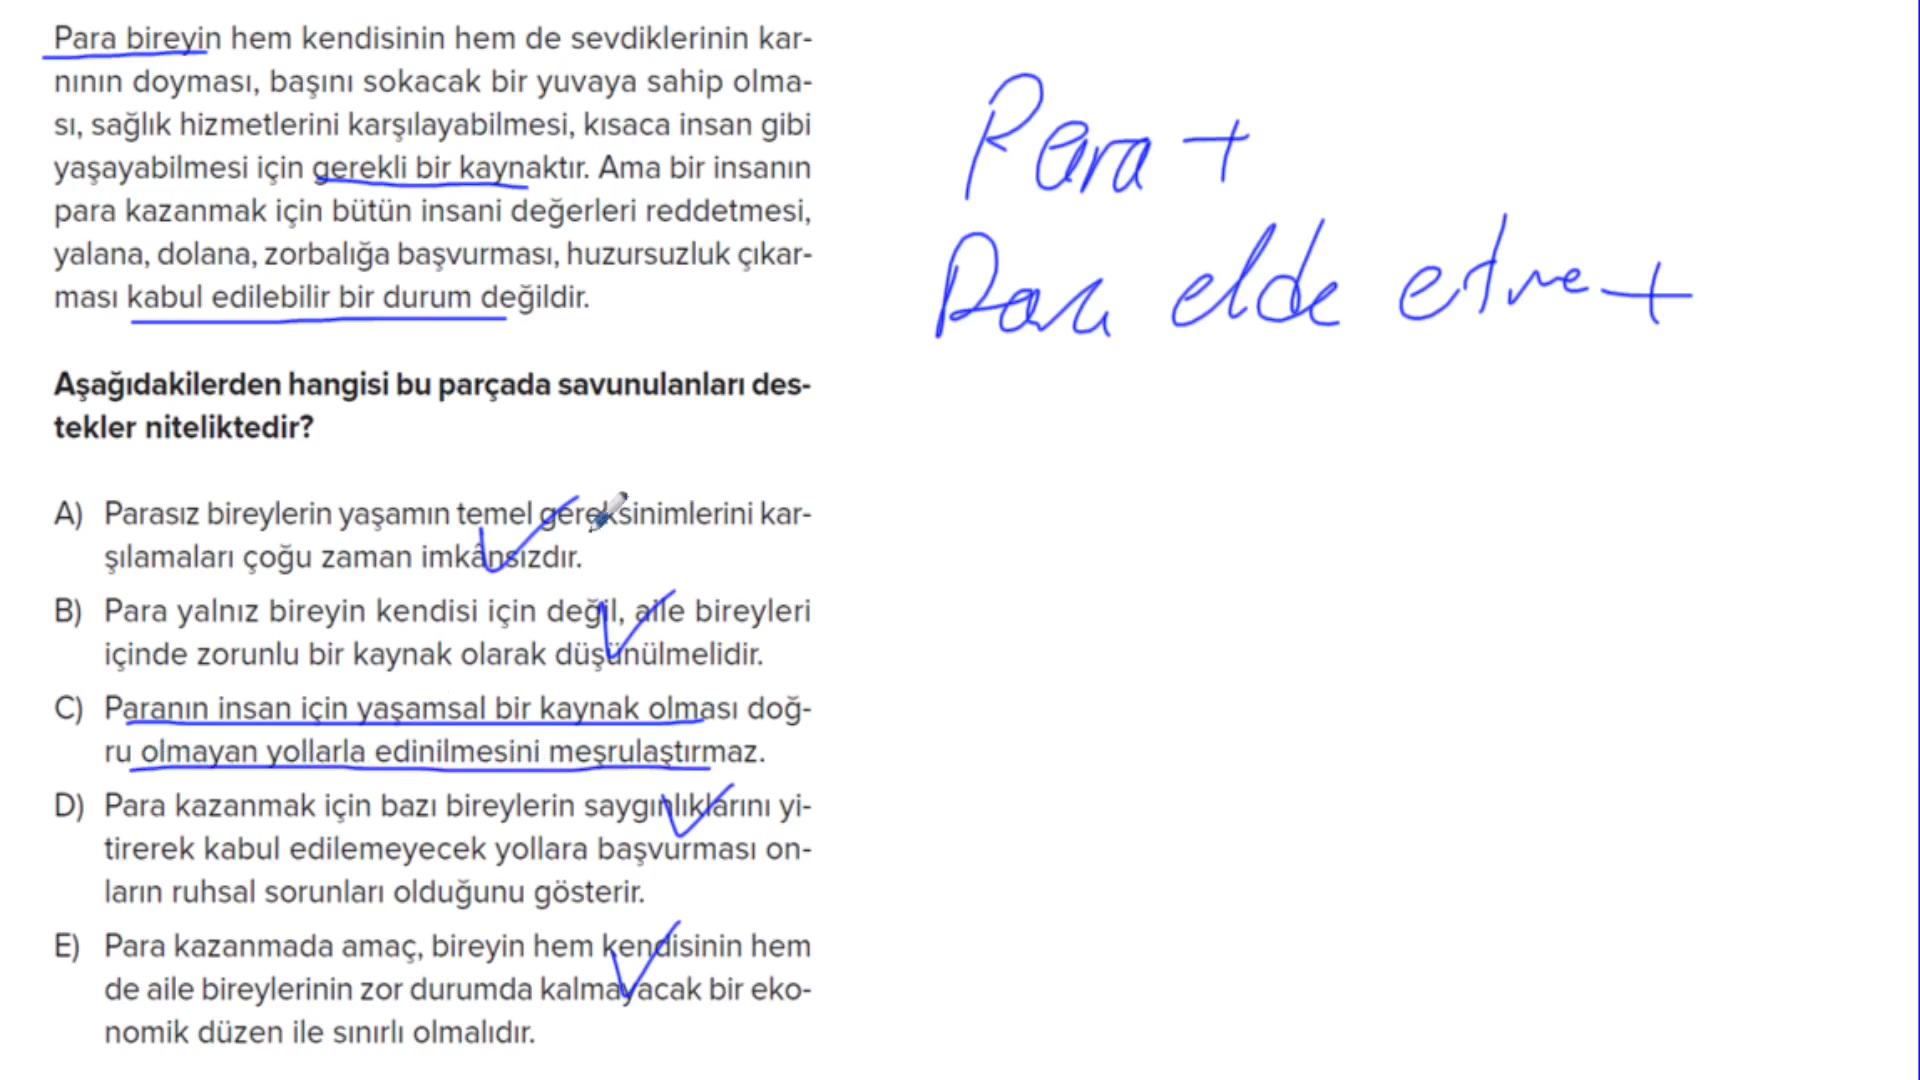 Para bireyin hem kendisinin hem de sevdiklerinin kar-
nının doyması, başını sokacak bir yuvaya sahip olma-
sı, sağlık hizmetlerini karşılayabilmesi, kısaca insan gibi
yaşayabilmesi için gerekli bir kaynaktır. Ama bir insanın
para kazanmak için bütün insani değerleri reddetmesi,
yalana, dolana, zorbalığa başvurması, huzursuzluk çıkar-
ması kabul edilebilir bir durum değildir.
Aşağıdakilerden hangisi bu parçada savunulanları des-
tekler niteliktedir?
A) Parasız bireylerin yaşamın temel gereksinimlerini kar-
şılamaları çoğu zaman imkânsızdır.
B) Para yalnız bireyin kendisi için değil, aile bireyleri
içinde zorunlu bir kaynak olarak düşünülmelidir.
C) Paranın insan için yaşamsal bir kaynak olması doğ-
ru olmayan yollarla edinilmesini meşrulaştırmaz.
D) Para kazanmak için bazı bireylerin saygınlıklarını yi-
tirerek kabul edilemeyecek yollara başvurması on-
ların ruhsal sorunları olduğunu gösterir.
E) Para kazanmada amaç, bireyin hem kendisinin hem
de aile bireylerinin zor durumda kalmayacak bir eko-
nomik düzen ile sınırlı olmalıdır.
Para +
Para elde etme +